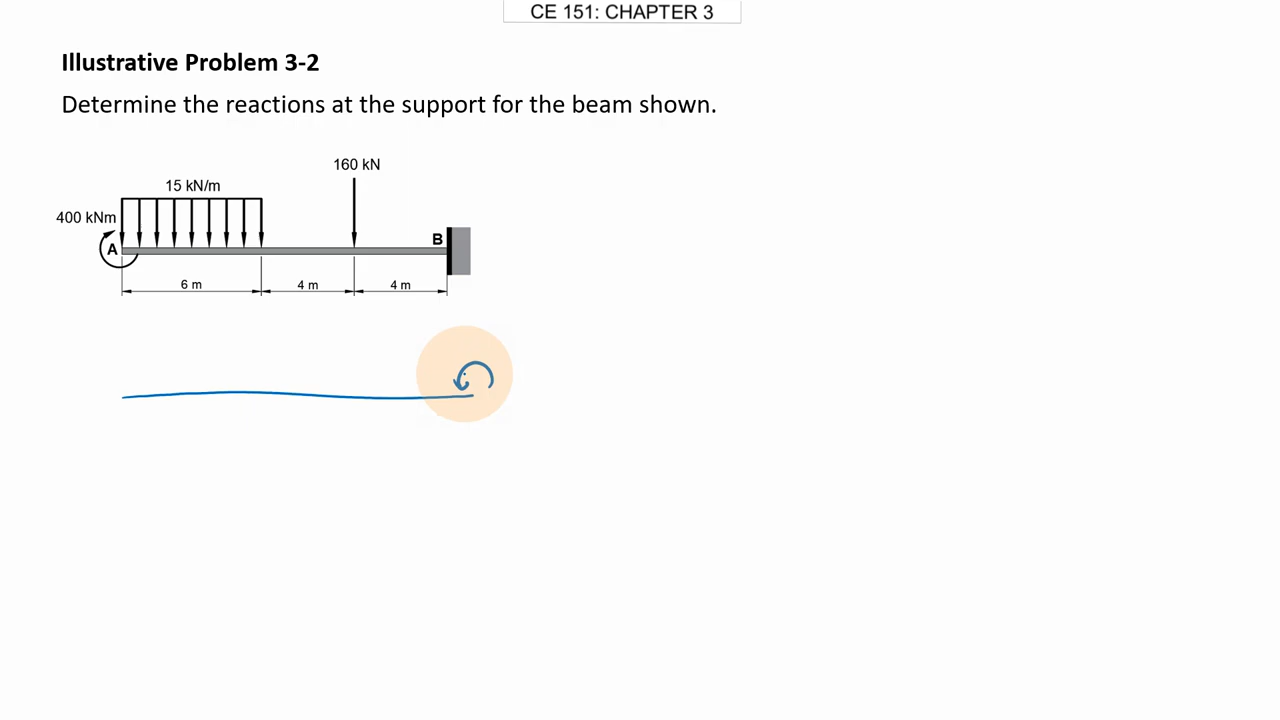 CE 151: CHAPTER 3
Illustrative Problem 3-2
Determine the reactions at the support for the beam shown.
160 kN
15 kN/m
400 kNm
A
B
6 m
4 m
4 m